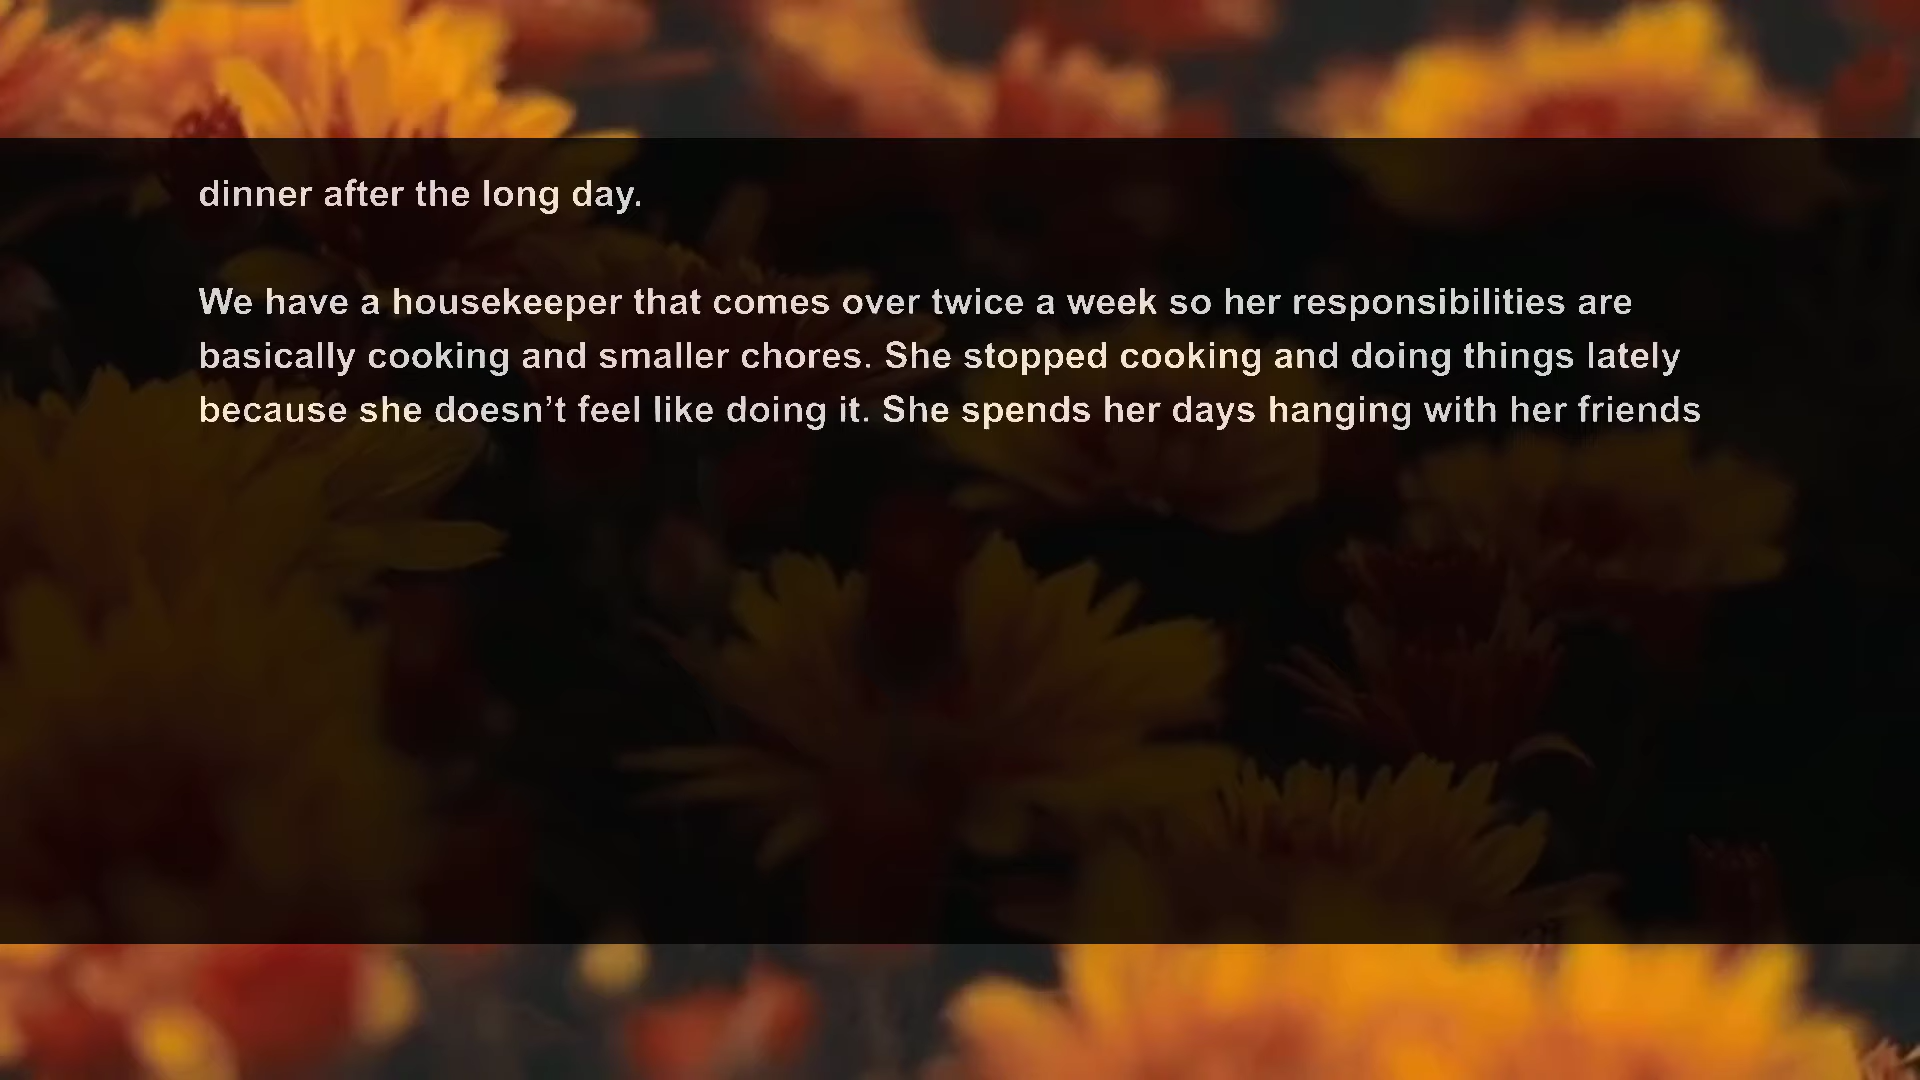 dinner after the long day.
We have a housekeeper that comes over twice a week so her responsibilities are
basically cooking and smaller chores. She stopped cooking and doing things lately
because she doesn’t feel like doing it. She spends her days hanging with her friends